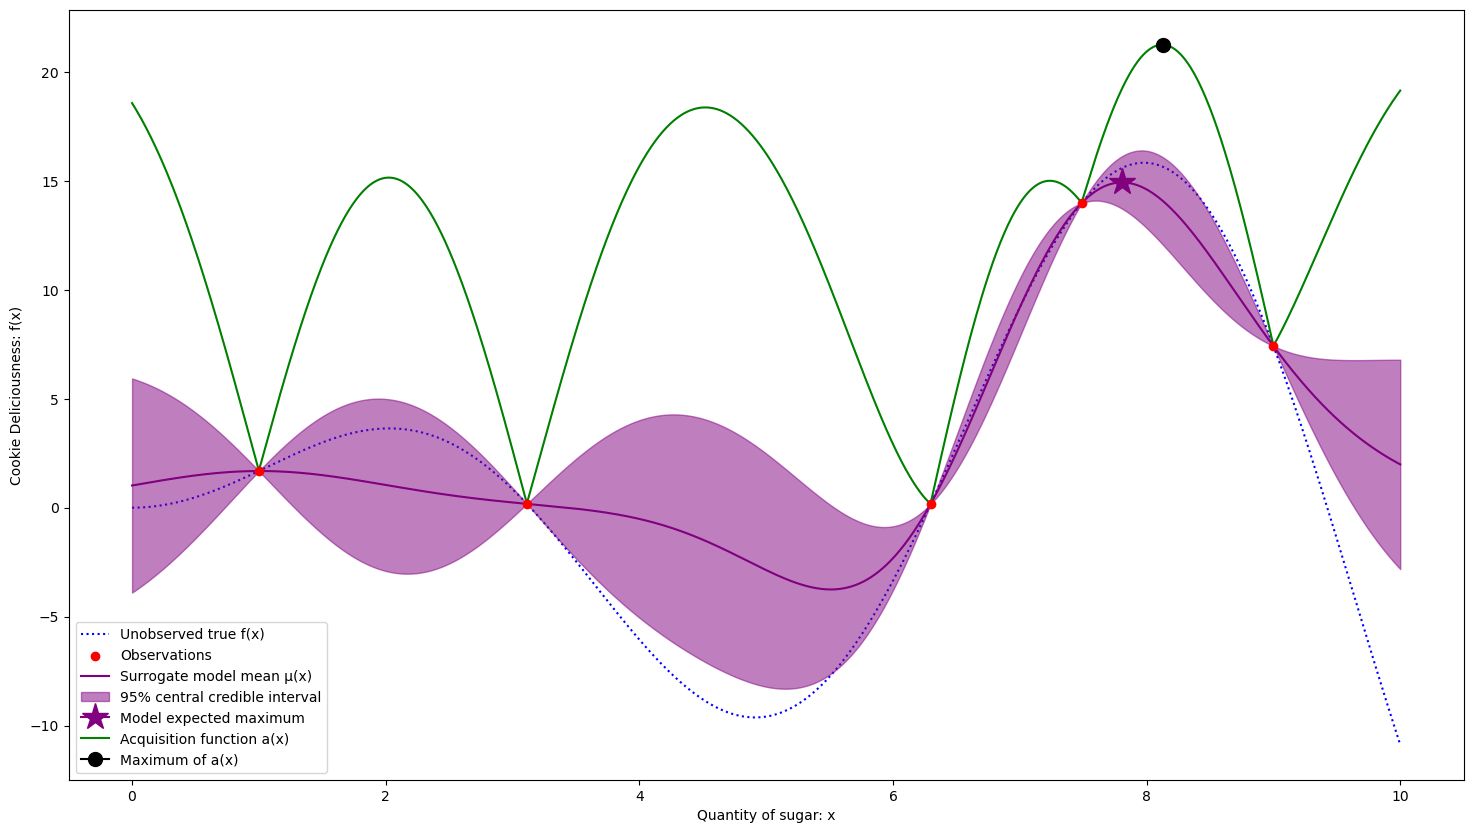 20
15
10
5
0
−5
−10
Cookie Deliciousness: f(x)
Unobserved true f(x)
Observations
Surrogate model mean μ(x)
95% central credible interval
Model expected maximum
Acquisition function a(x)
Maximum of a(x)
0 2 4 6 8 10
Quantity of sugar: x